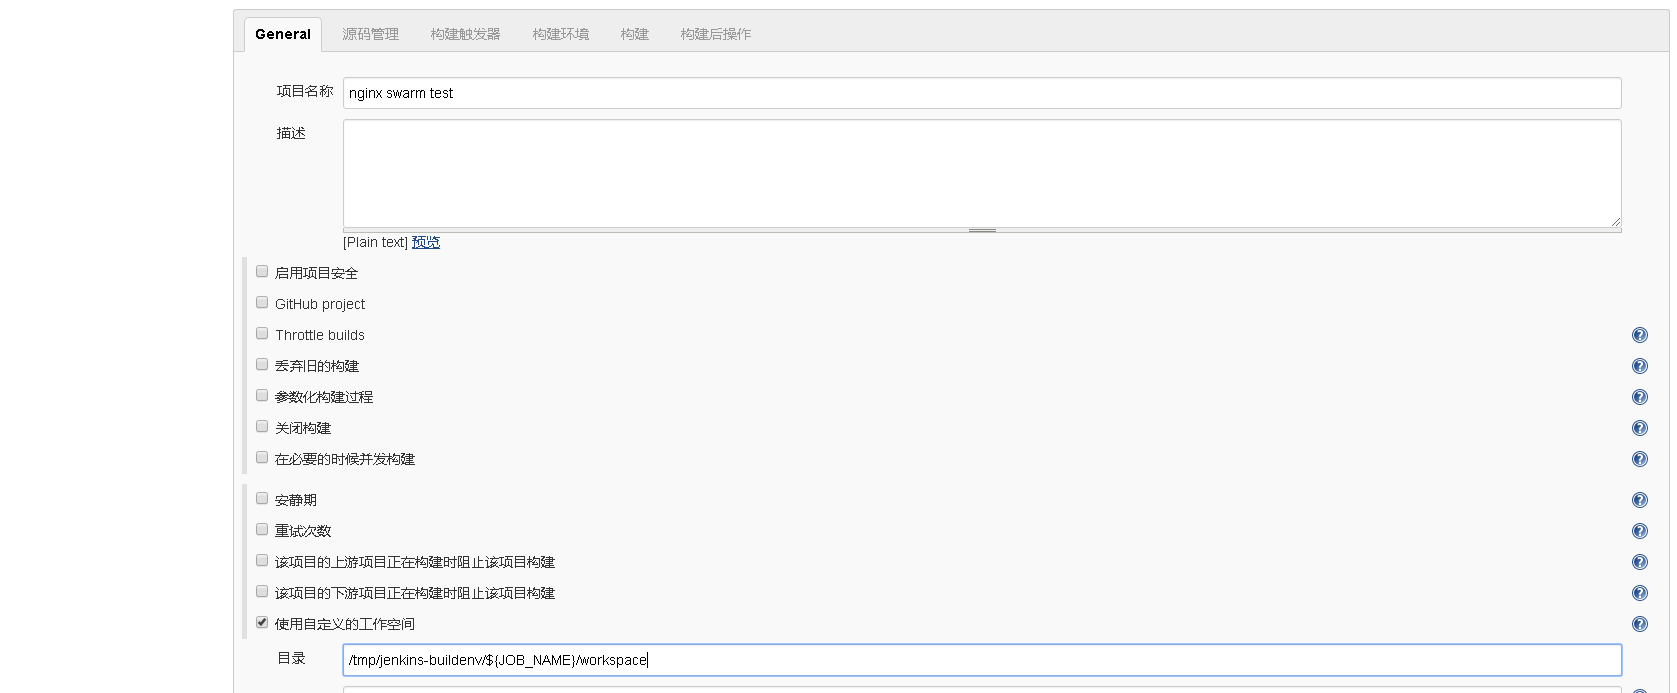 General 源码管理 构建触发器 构建环境 构建 构建后操作
项目名称 nginx swarm test
描述
[Plain text] 预览
启用项目安全
GitHub project
Throttle builds
丢弃旧的构建
参数化构建过程
关闭构建
在必要的时候并发构建
安静期
重试次数
该项目的上游项目正在构建时阻止该项目构建
该项目的下游项目正在构建时阻止该项目构建
使用自定义的工作空间
目录 /tmp/jenkins-buildenv/${JOB_NAME}/workspace